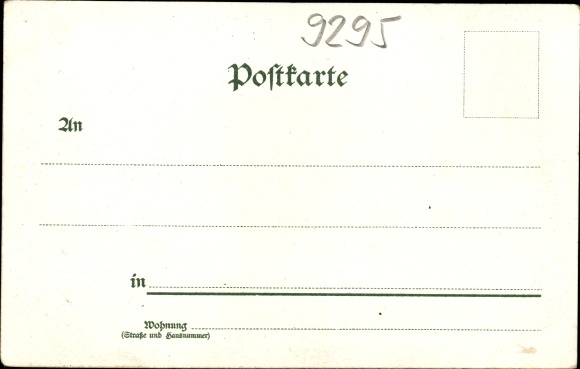 9295
Postkarte
An
in
Wohnung
(Straße und Hausnummer)